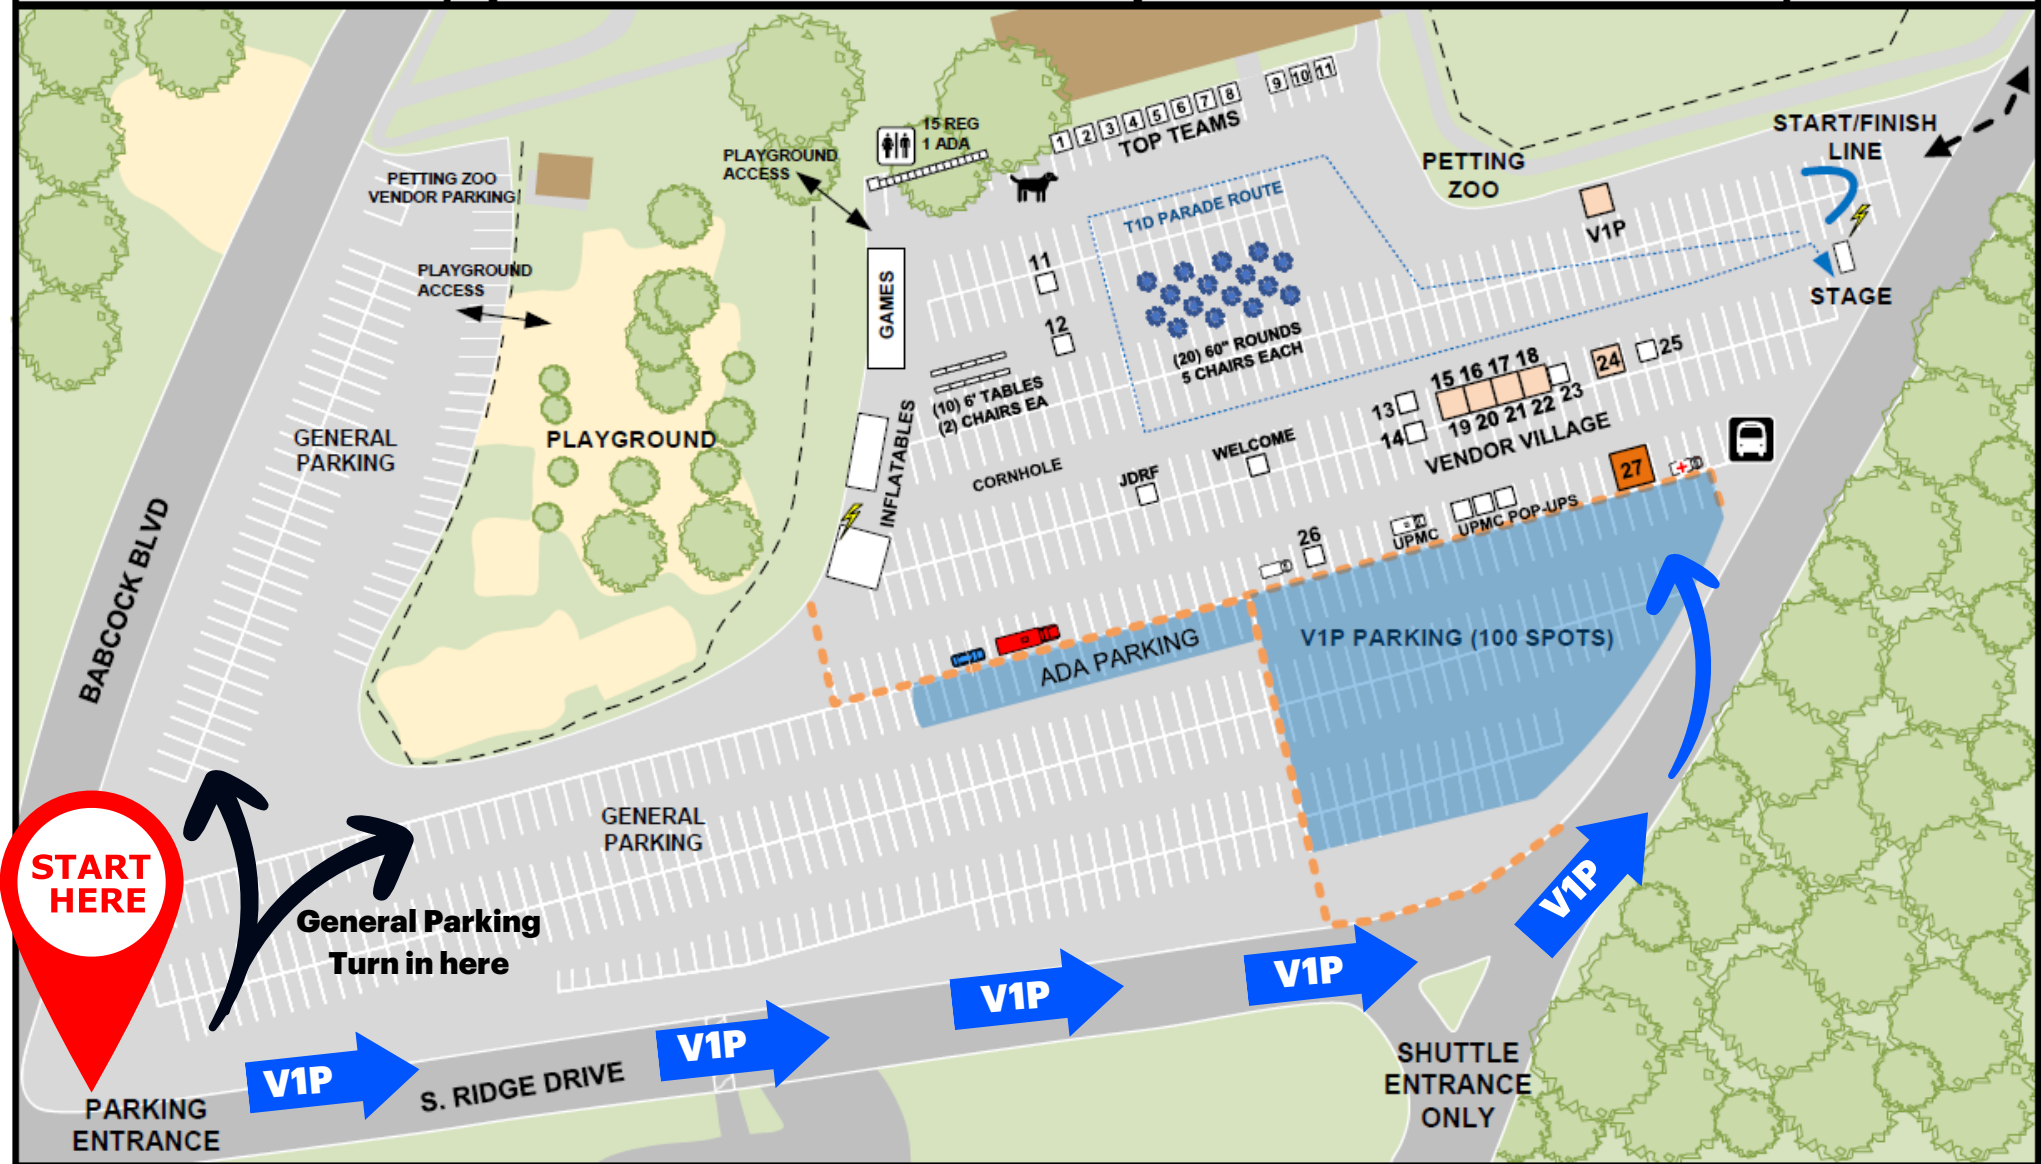 15 REG
1 ADA
1 2 3 4 5 6 7 8
9 10 11
TOP TEAMS
START/FINISH
LINE
PLAYGROUND
ACCESS
PETTING
ZOO
PETTING ZOO
VENDOR PARKING
T1D PARADE ROUTE
V1P
STAGE
PLAYGROUND
ACCESS
11
GAMES
12
(20) 60" ROUNDS
5 CHAIRS EACH
(10) 6' TABLES
(2) CHAIRS EA
15 16 17 18
24
25
13
14
19 20 21 22 23
VENDOR VILLAGE
GENERAL
PARKING
PLAYGROUND
INFLATABLES
CORNHOLE
JDRF
WELCOME
27
UPMC
UPMC POP-UPS
26
BABCOCK BLVD
ADA PARKING
V1P PARKING (100 SPOTS)
GENERAL
PARKING
START
HERE
General Parking
Turn in here
V1P
V1P
V1P
V1P
V1P
S. RIDGE DRIVE
PARKING
ENTRANCE
SHUTTLE
ENTRANCE
ONLY